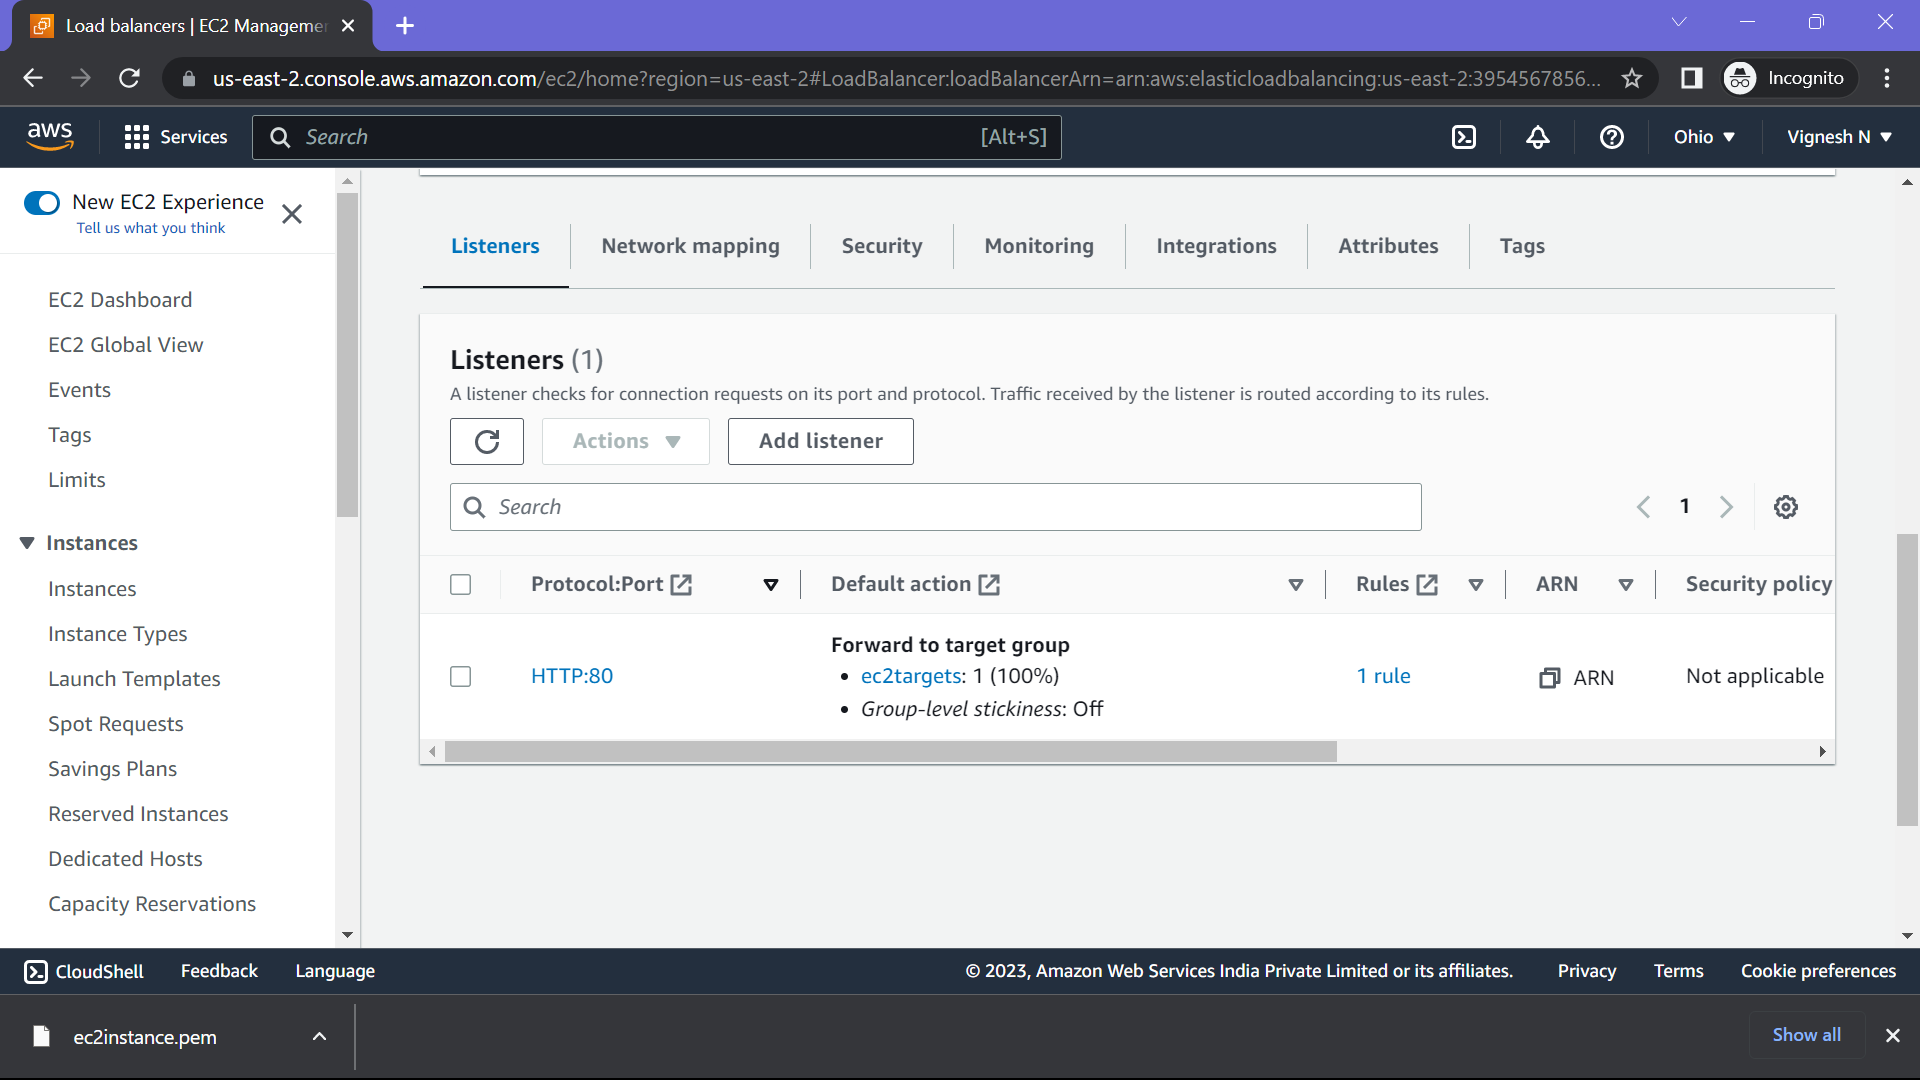 Load balancers | EC2 Manageme
us-east-2.console.aws.amazon.com/ec2/home?region=us-east-2#LoadBalancer:loadBalancerArn=arn:aws:elasticloadbalancing:us-east-2:3954567856...
Incognito
aws
Services
Search
[Alt+S]
Ohio
Vignesh N
New EC2 Experience
Tell us what you think
EC2 Dashboard
EC2 Global View
Events
Tags
Limits
Instances
Instances
Instance Types
Launch Templates
Spot Requests
Savings Plans
Reserved Instances
Dedicated Hosts
Capacity Reservations
Listeners
Network mapping
Security
Monitoring
Integrations
Attributes
Tags
Listeners (1)
A listener checks for connection requests on its port and protocol. Traffic received by the listener is routed according to its rules.
Actions
Add listener
Search
1
Protocol:Port
Default action
Rules
ARN
Security policy
HTTP:80
Forward to target group
• ec2targets: 1 (100%)
• Group-level stickiness: Off
1 rule
ARN
Not applicable
CloudShell
Feedback
Language
© 2023, Amazon Web Services India Private Limited or its affiliates.
Privacy
Terms
Cookie preferences
ec2instance.pem
Show all